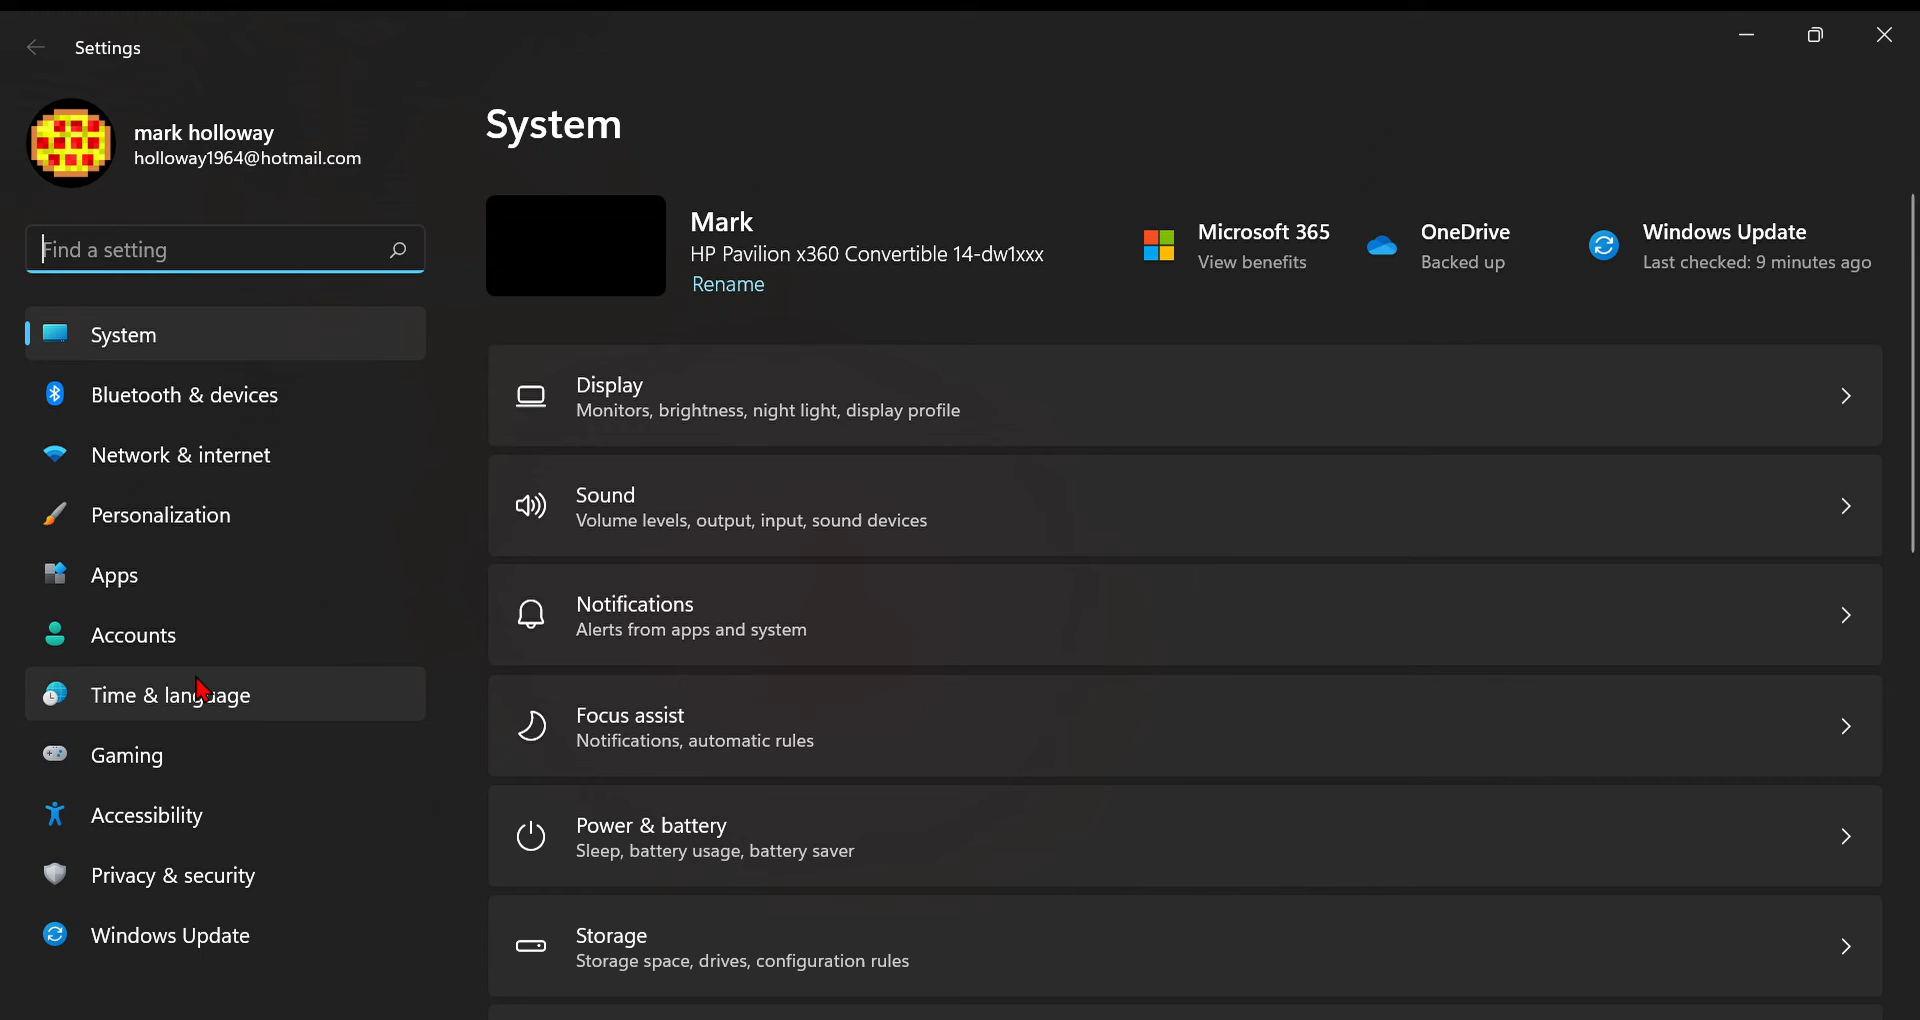 Settings
mark holloway
holloway1964@hotmail.com
Find a setting
System
Bluetooth & devices
Network & internet
Personalization
Apps
Accounts
Time & language
Gaming
Accessibility
Privacy & security
Windows Update
System
Mark
HP Pavilion x360 Convertible 14-dw1xxx
Rename
Microsoft 365
View benefits
OneDrive
Backed up
Windows Update
Last checked: 9 minutes ago
Display
Monitors, brightness, night light, display profile
Sound
Volume levels, output, input, sound devices
Notifications
Alerts from apps and system
Focus assist
Notifications, automatic rules
Power & battery
Sleep, battery usage, battery saver
Storage
Storage space, drives, configuration rules